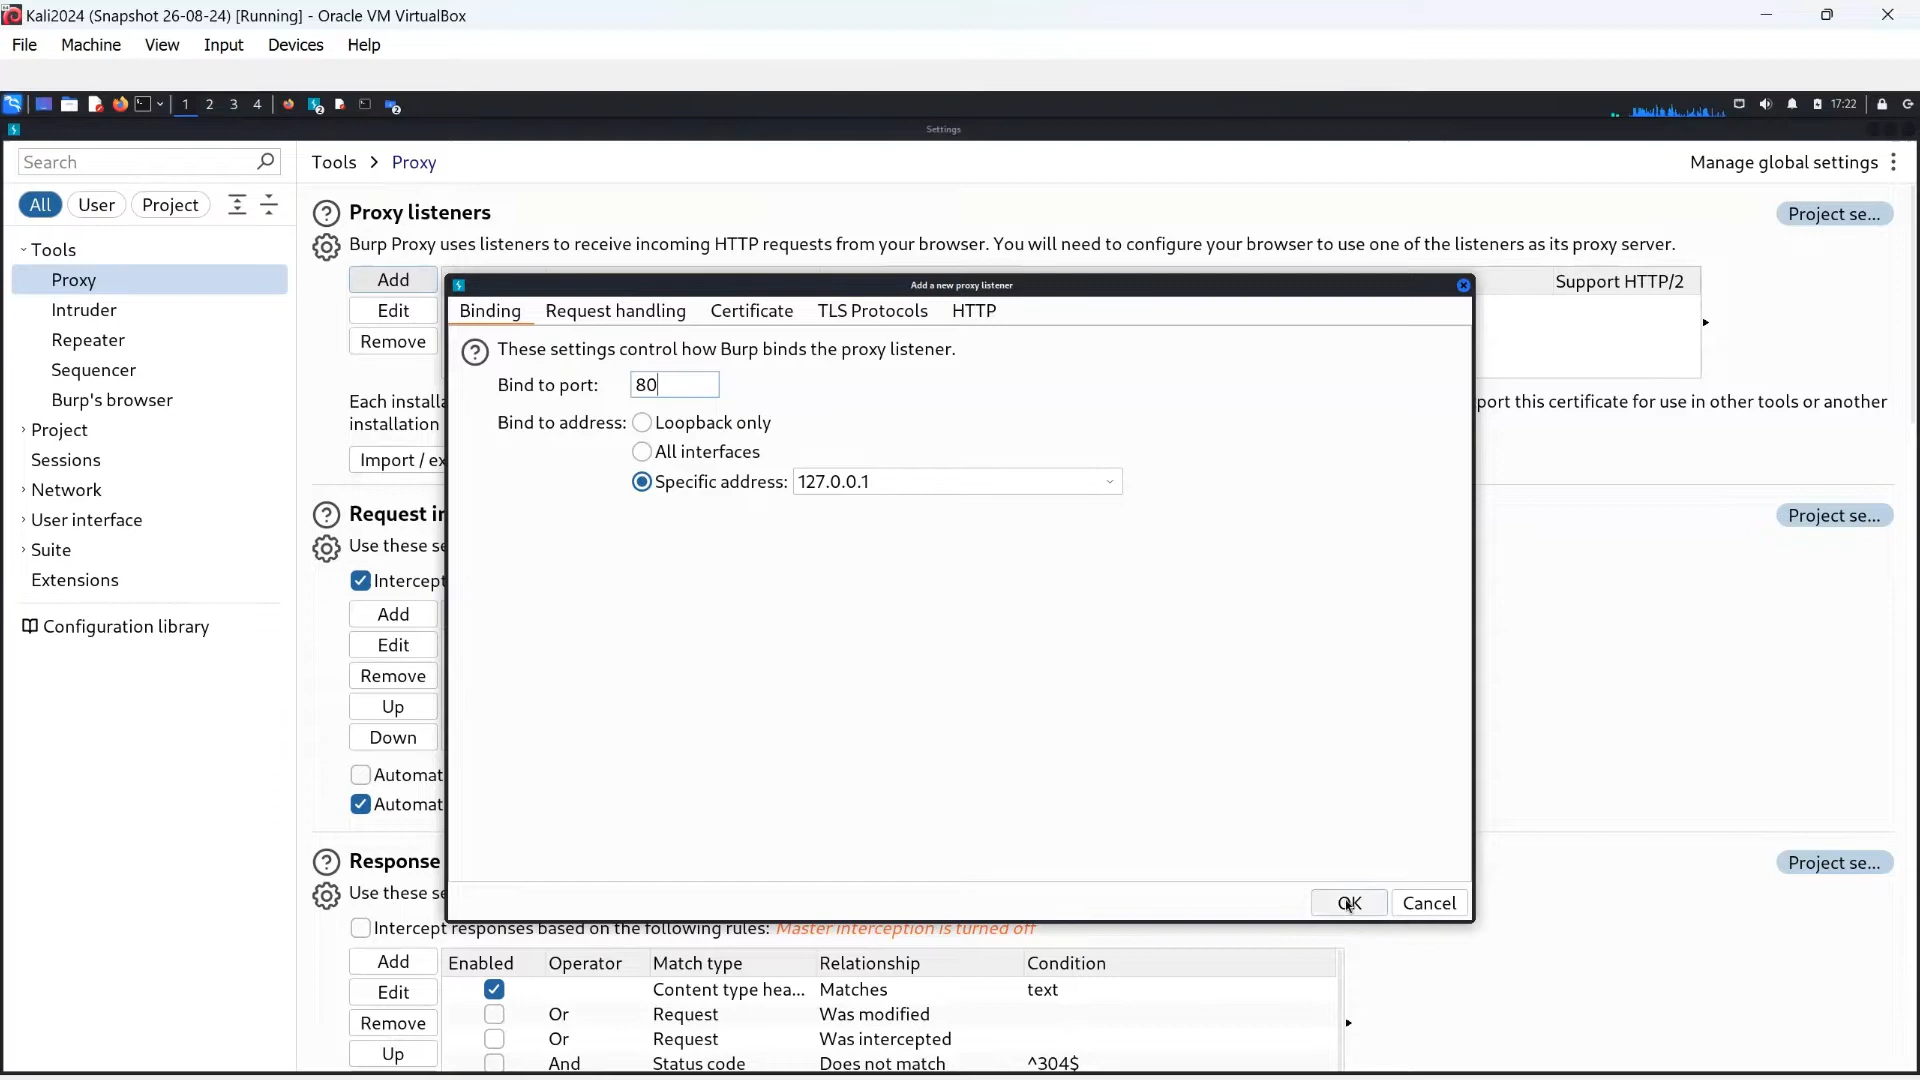 Kali2024 (Snapshot 26-08-24) [Running] - Oracle VM VirtualBox
File Machine View Input Devices Help
1 2 3 4 17:22
Settings
Search
Tools > Proxy
Manage global settings
All User Project
Tools
Proxy
Intruder
Repeater
Sequencer
Burp's browser
Project
Sessions
Network
User interface
Suite
Extensions
Configuration library
Proxy listeners
Project se...
Burp Proxy uses listeners to receive incoming HTTP requests from your browser. You will need to configure your browser to use one of the listeners as its proxy server.
Add
Edit
Remove
Support HTTP/2
Each installa
port this certificate for use in other tools or another
installation
Import / ex
Request in
Project se...
Use these se
Intercept
Add
Edit
Remove
Up
Down
Automat
Automat
Response
Project se...
Use these se
Intercept responses based on the following rules: Master interception is turned off
Add
Edit
Remove
Up
Enabled Operator Match type Relationship Condition
Content type hea... Matches text
Or Request Was modified
Or Request Was intercepted
And Status code Does not match ^304$
Add a new proxy listener
Binding Request handling Certificate TLS Protocols HTTP
These settings control how Burp binds the proxy listener.
Bind to port: 80
Bind to address: Loopback only
All interfaces
Specific address: 127.0.0.1
OK Cancel